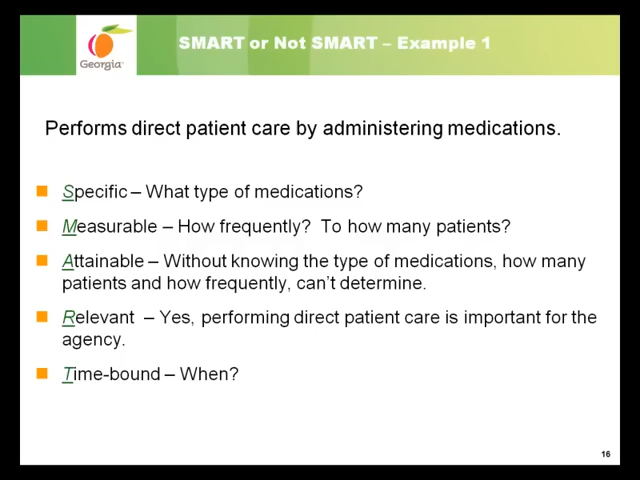 SMART or Not SMART – Example 1
Georgia
Performs direct patient care by administering medications.
Specific – What type of medications?
Measurable – How frequently?  To how many patients?
Attainable – Without knowing the type of medications, how many
patients and how frequently, can't determine.
Relevant  – Yes, performing direct patient care is important for the
agency.
Time-bound – When?
16